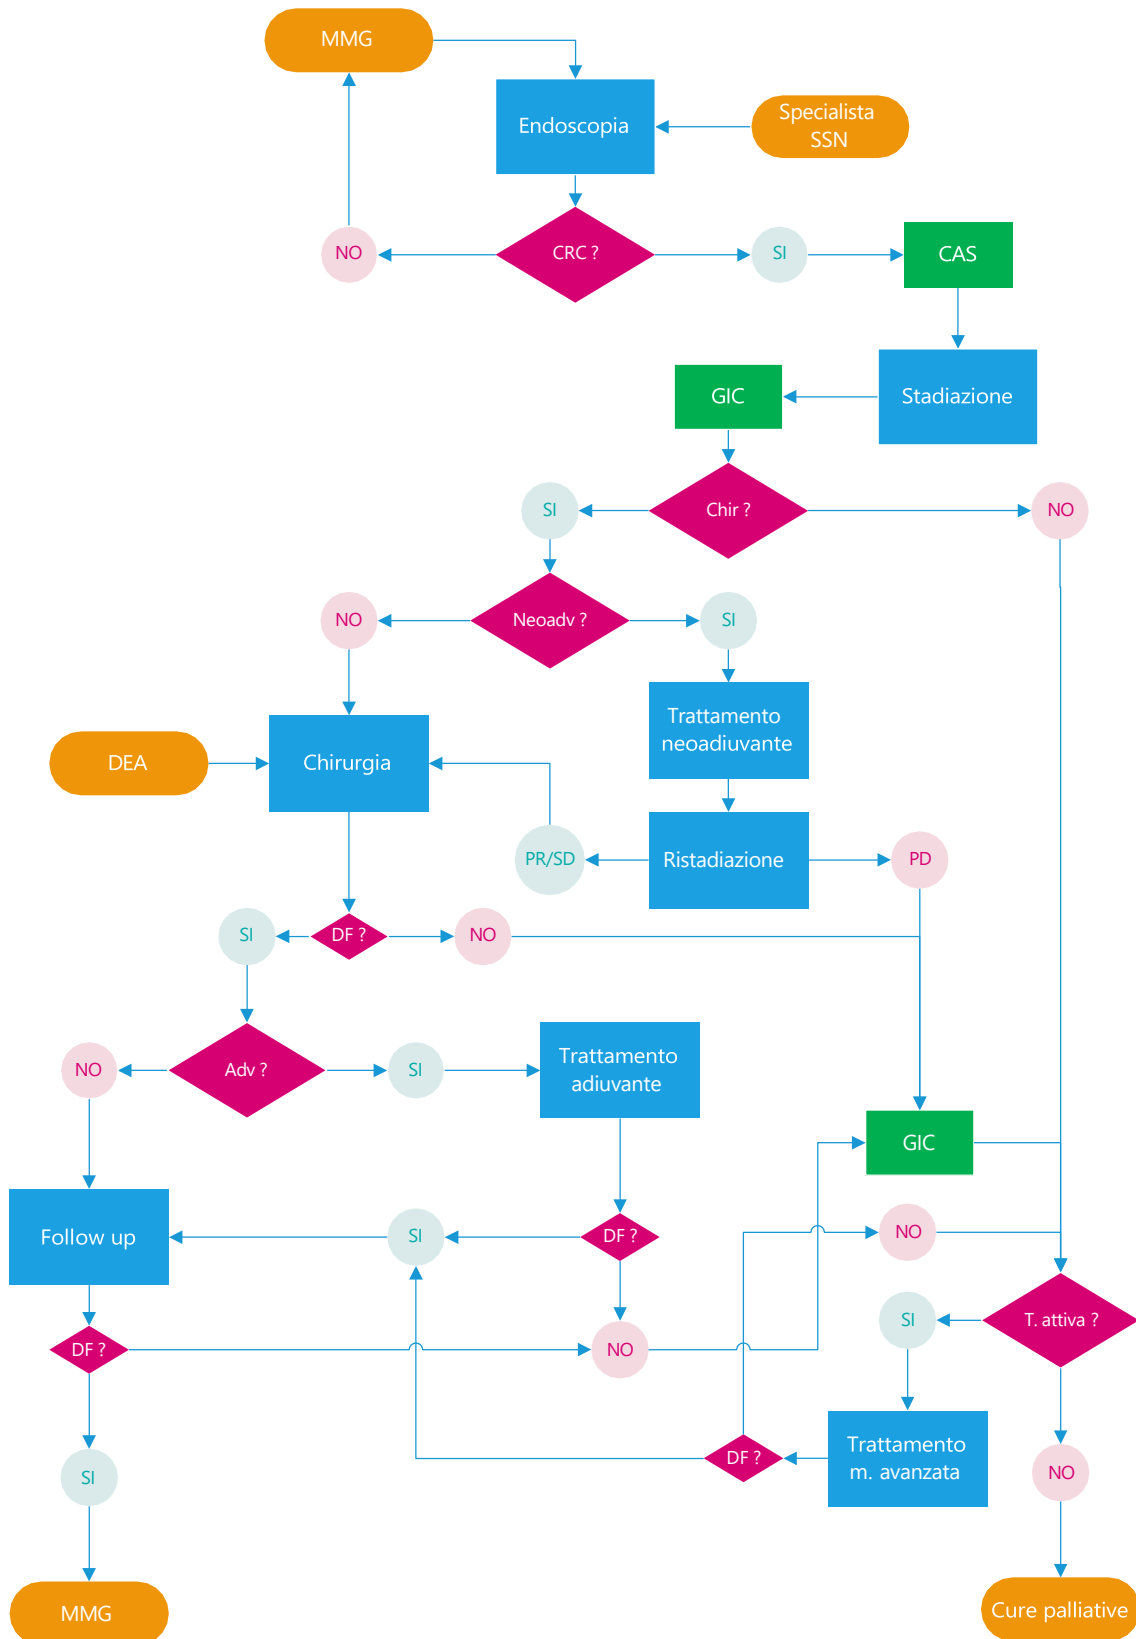 MMG
Endoscopia
Specialista
SSN
NO
CRC ?
SI
CAS
GIC
Stadiazione
SI
Chir ?
NO
NO
Neoadv ?
SI
Trattamento
neoadiuvante
DEA
Chirurgia
PR/SD
Ristadiazione
PD
SI
DF ?
NO
NO
Adv ?
SI
Trattamento
adiuvante
GIC
Follow up
SI
DF ?
NO
SI
T. attiva ?
DF ?
NO
Trattamento
m. avanzata
DF ?
SI
NO
MMG
Cure palliative